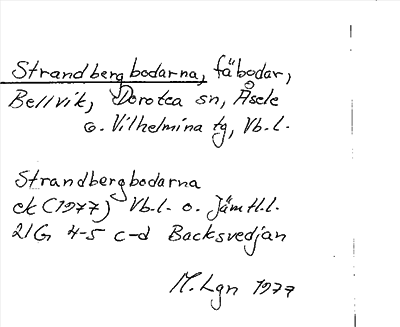 Strandbergbodarna, fäbodar,
Bellvik, Dorotea sn, Åsele
o. Vilhelmina tg, Vb.l.
Strandbergbodarna
ek (1977) Vb.l. o. Jämtl.l.
21G 4-5 c-d Backsvedjan
M.Lgn 1977